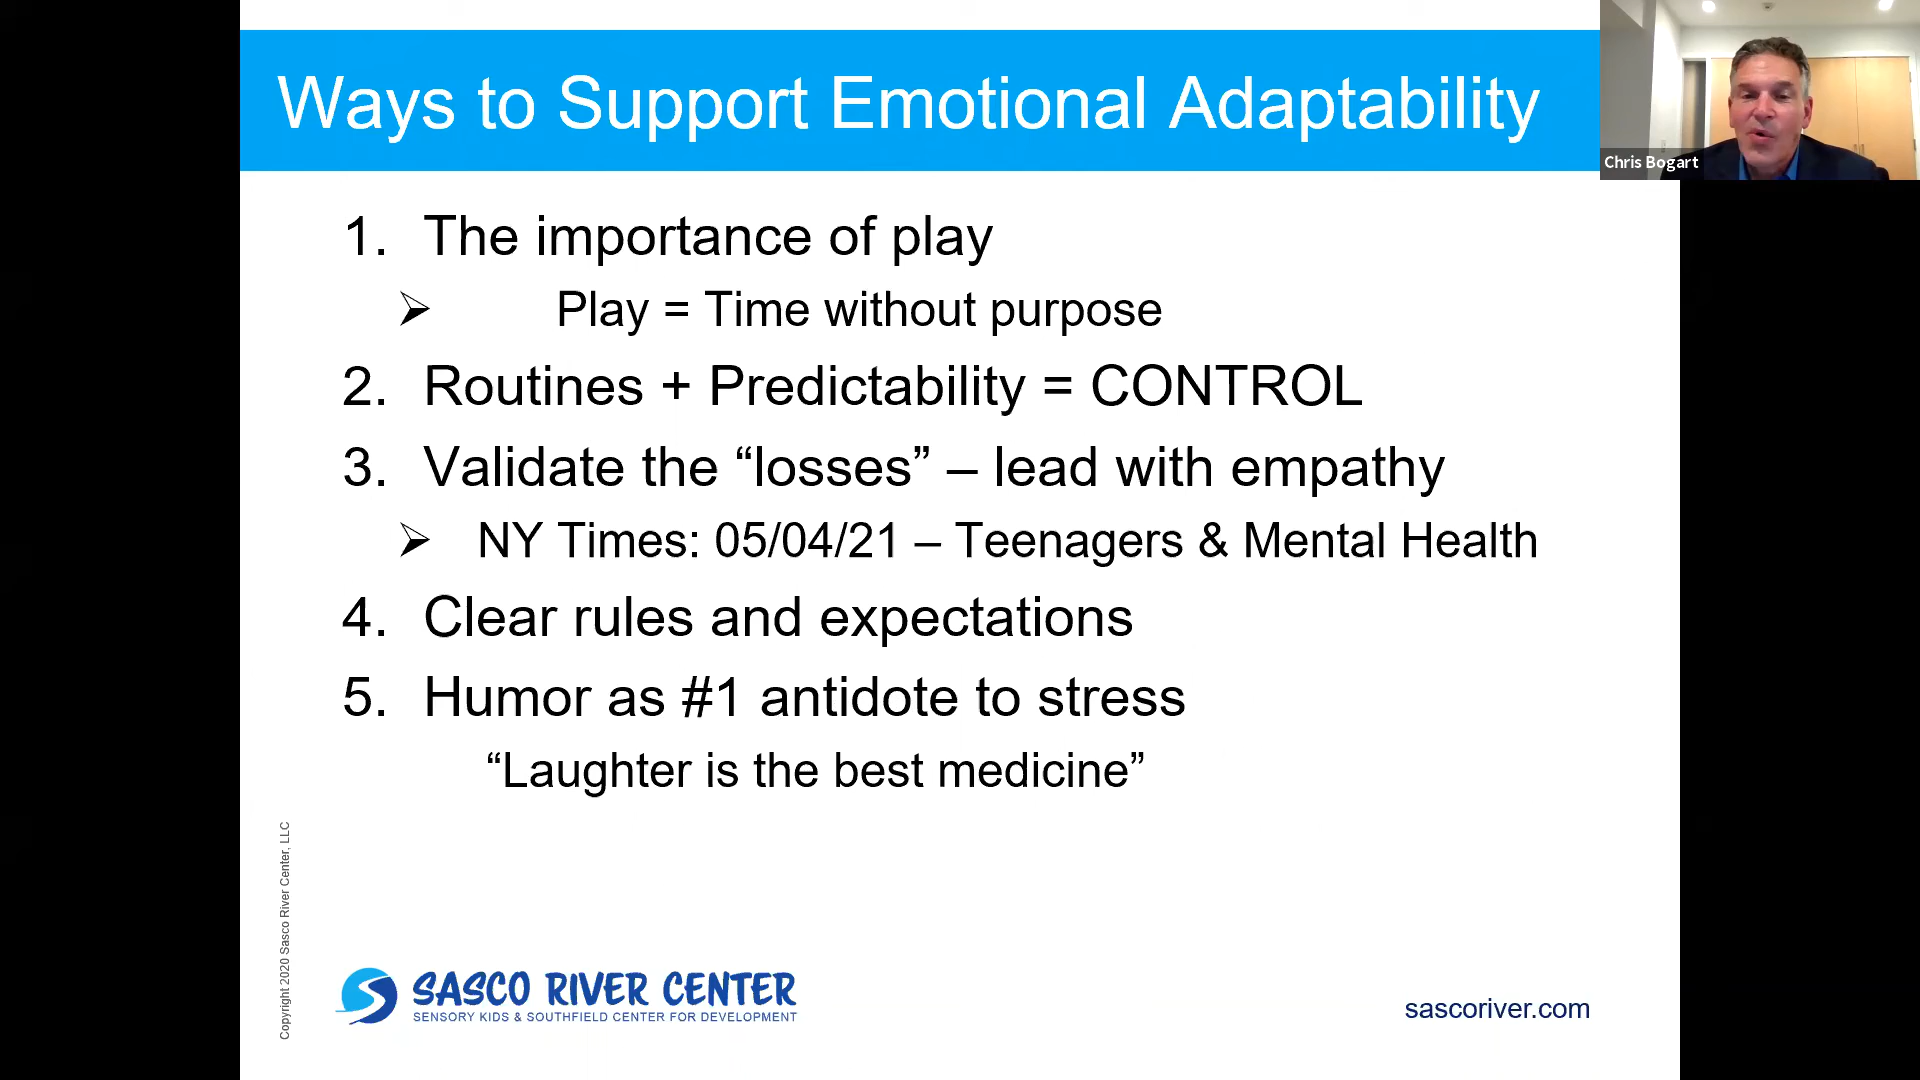 Ways to Support Emotional Adaptability
Chris Bogart
1. The importance of play
➢ Play = Time without purpose
2. Routines + Predictability = CONTROL
3. Validate the “losses” – lead with empathy
➢ NY Times: 05/04/21 – Teenagers & Mental Health
4. Clear rules and expectations
5. Humor as #1 antidote to stress
“Laughter is the best medicine”
Copyright 2020 Sasco River Center, LLC
SASCO RIVER CENTER
SENSORY KIDS & SOUTHFIELD CENTER FOR DEVELOPMENT
sascoriver.com